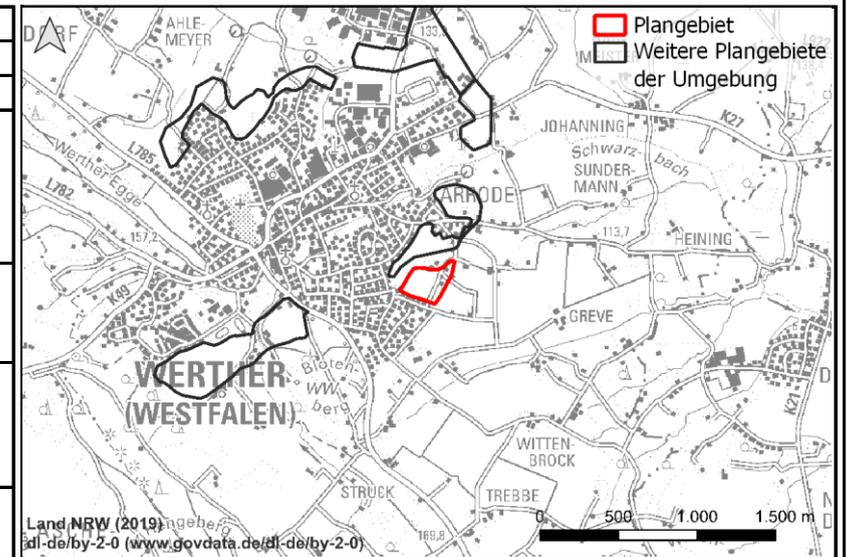 DORF
AHLE-
MEYER
133,
Plangebiet
Weitere Plangebiete
der Umgebung
JOHANNING
K27
Schwarz-
bach
SUNDER-
MANN
L785
Werther Egge
L782
ARRODE
157,2
113,7
HEINING
K49
GREVE
WERTHER
(WESTFALEN)
Bloten-
WW
berg
K21
D
WITTEN-
BROCK
STRUCK
TREBBE
169,8
0
500
1.000
1.500 m
N
D
Land NRW (2019)
dl-de/by-2-0 (www.govdata.de/dl-de/by-2-0)